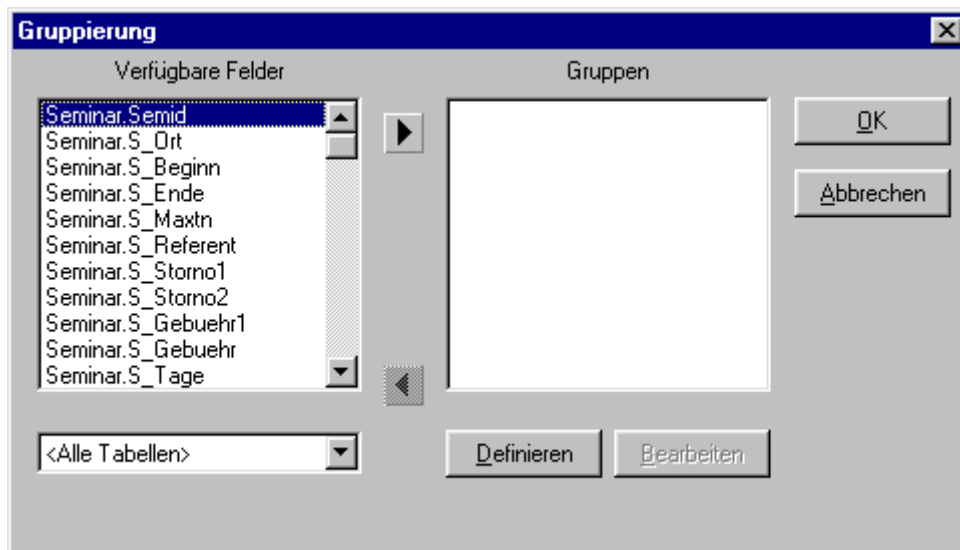 Gruppierung
Verfügbare Felder
Gruppen
Seminar.Semid
Seminar.S_Ort
Seminar.S_Beginn
Seminar.S_Ende
Seminar.S_Maxtn
Seminar.S_Referent
Seminar.S_Storno1
Seminar.S_Storno2
Seminar.S_Gebuehr1
Seminar.S_Gebuehr
Seminar.S_Tage
OK
Abbrechen
<Alle Tabellen>
Definieren
Bearbeiten